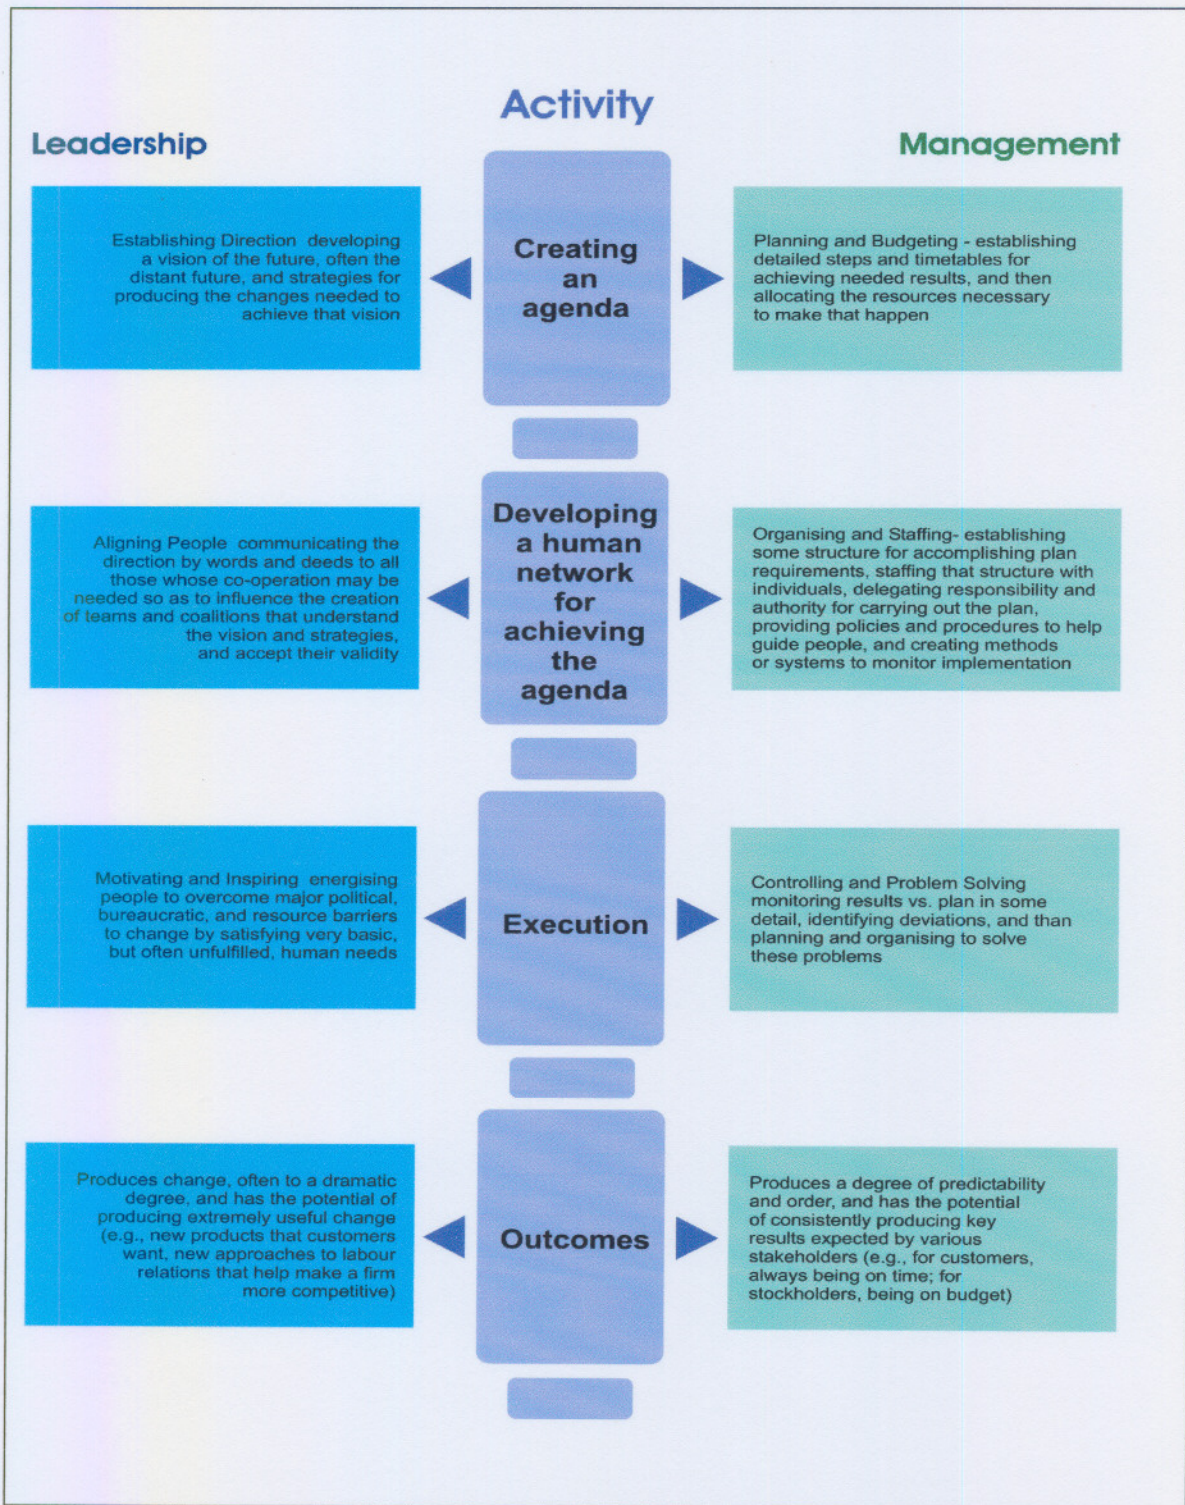 Activity
Leadership
Management
Establishing Direction developing
a vision of the future, often the
distant future, and strategies for
producing the changes needed to
achieve that vision
Creating
an
agenda
Planning and Budgeting - establishing
detailed steps and timetables for
achieving needed results, and then
allocating the resources necessary
to make that happen
Aligning People communicating the
direction by words and deeds to all
those whose co-operation may be
needed so as to influence the creation
of teams and coalitions that understand
the vision and strategies,
and accept their validity
Developing
a human
network
for
achieving
the
agenda
Organising and Staffing- establishing
some structure for accomplishing plan
requirements, staffing that structure with
individuals, delegating responsibility and
authority for carrying out the plan,
providing policies and procedures to help
guide people, and creating methods
or systems to monitor implementation
Motivating and Inspiring energising
people to overcome major political,
bureaucratic, and resource barriers
to change by satisfying very basic,
but often unfulfilled, human needs
Execution
Controlling and Problem Solving
monitoring results vs. plan in some
detail, identifying deviations, and than
planning and organising to solve
these problems
Produces change, often to a dramatic
degree, and has the potential of
producing extremely useful change
(e.g., new products that customers
want, new approaches to labour
relations that help make a firm
more competitive)
Outcomes
Produces a degree of predictability
and order, and has the potential
of consistently producing key
results expected by various
stakeholders (e.g., for customers,
always being on time; for
stockholders, being on budget)